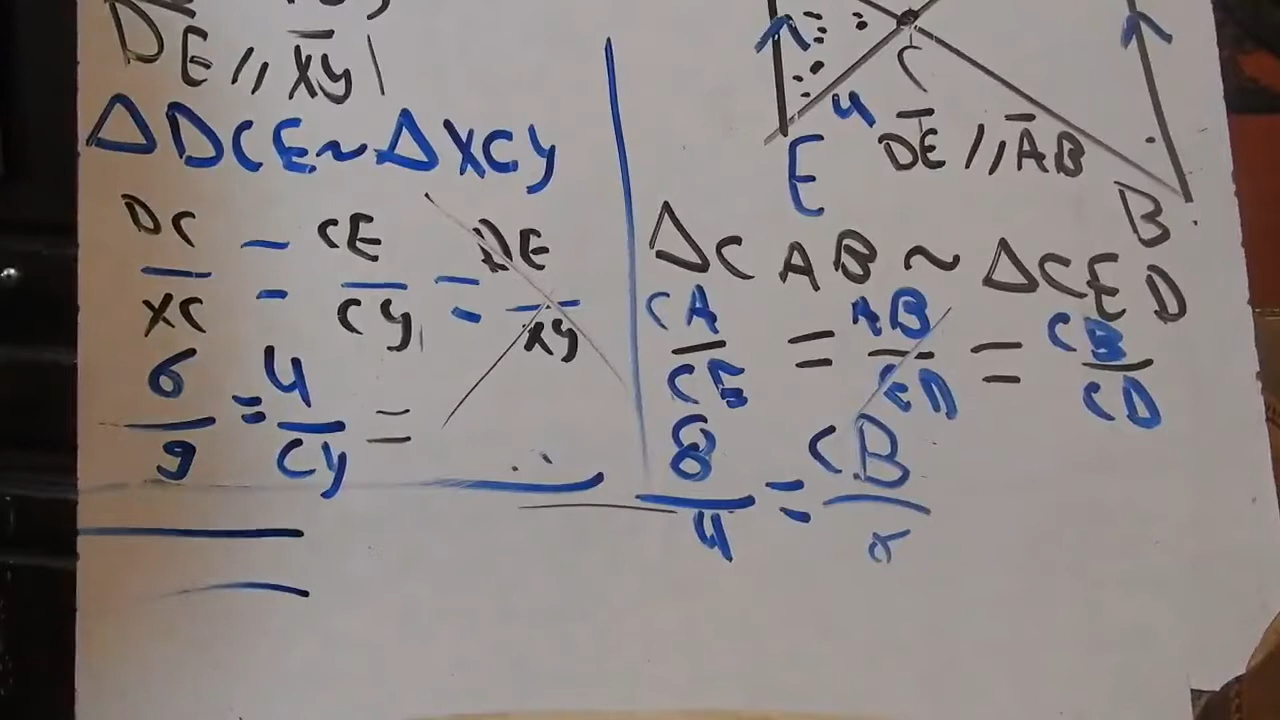 DE // XY
ΔDCE ~ ΔXCY
DC/XC = CE/CY = DE/XY
6/9 = 4/CY =
C
4
E
DE // AB
B
ΔCAB ~ ΔCED
CA/CE = AB/ED = CB/CD
8/4 = CB/